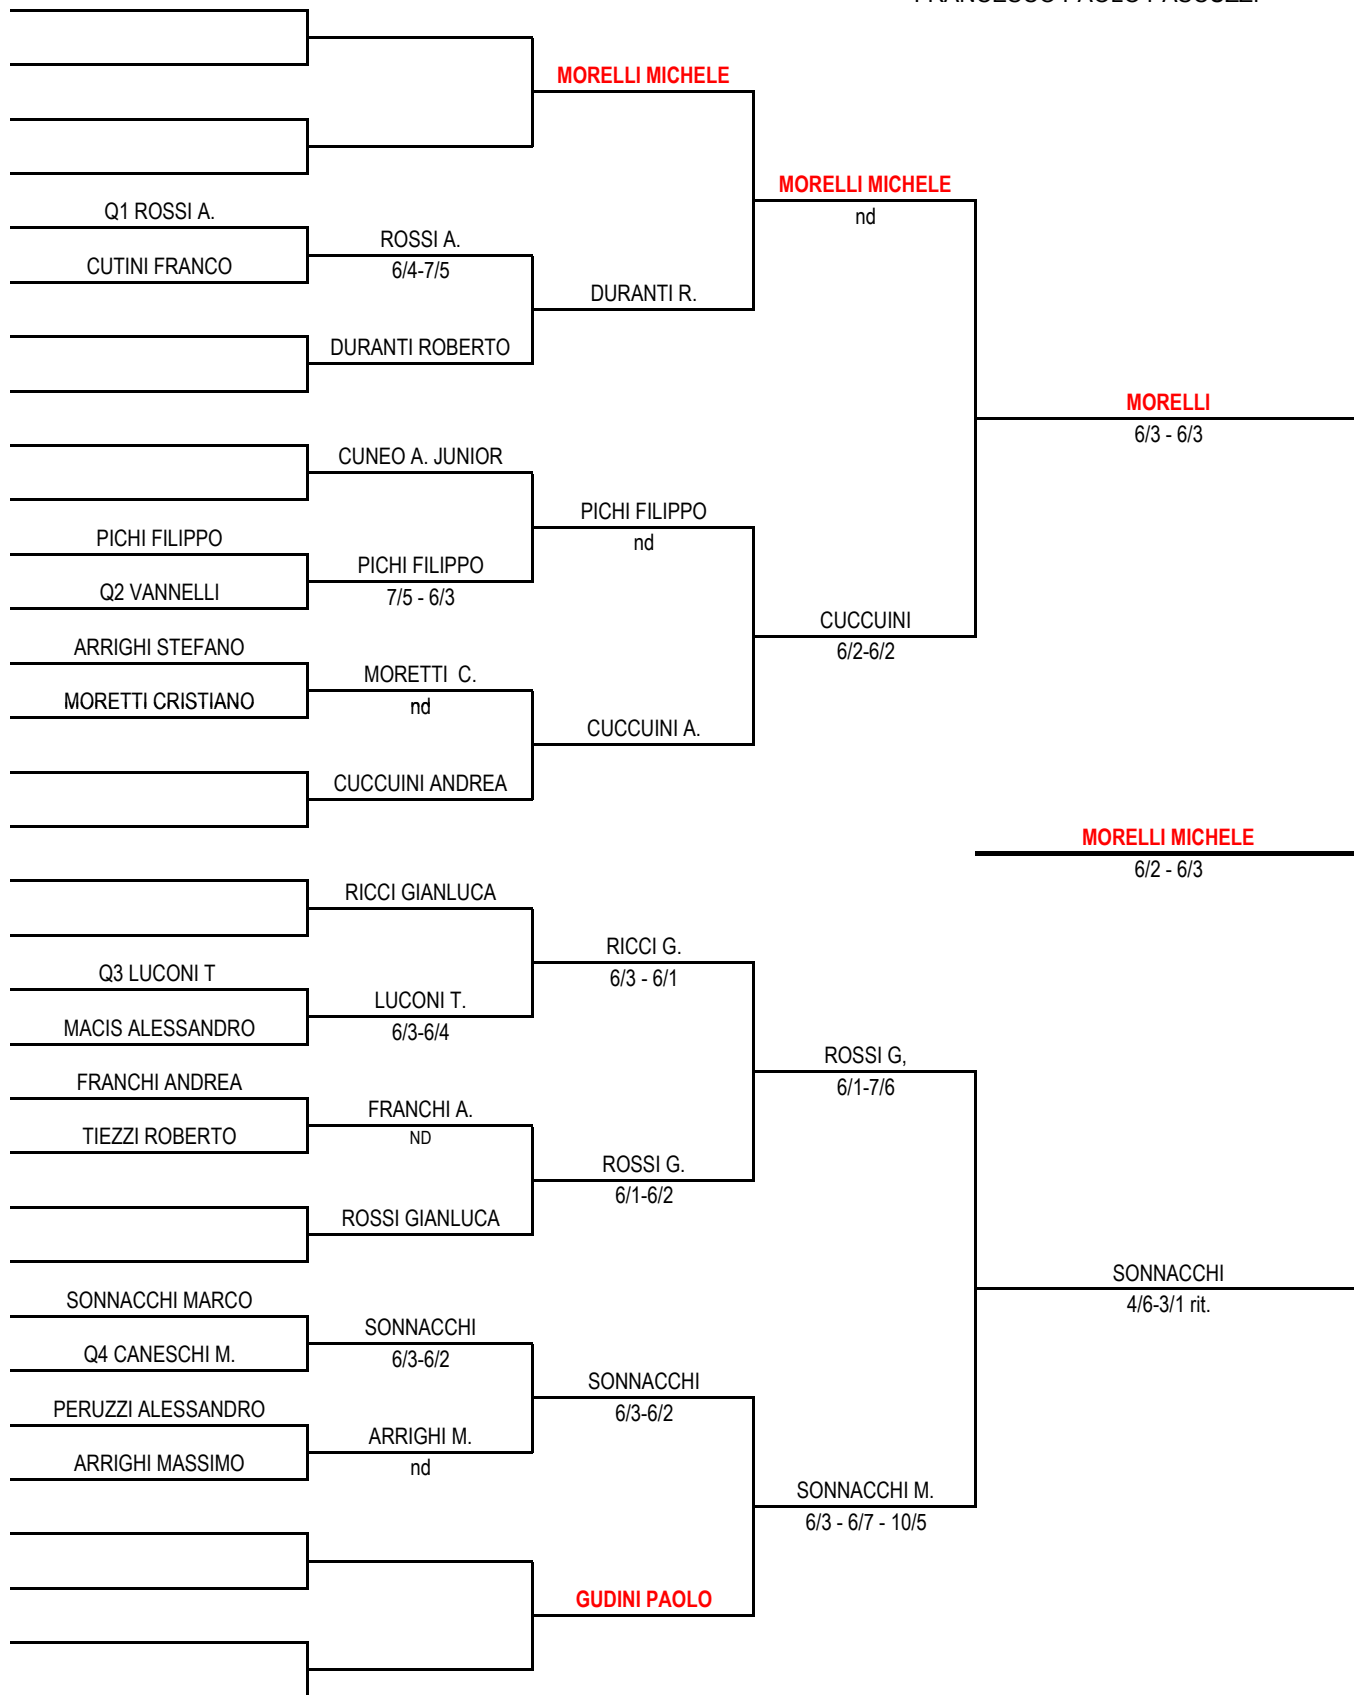 MORELLI MICHELE
MORELLI MICHELE
nd
Q1 ROSSI A.
ROSSI A.
CUTINI FRANCO
6/4-7/5
DURANTI R.
DURANTI ROBERTO
MORELLI
6/3 - 6/3
CUNEO A. JUNIOR
PICHI FILIPPO
nd
PICHI FILIPPO
PICHI FILIPPO
Q2 VANNELLI
7/5 - 6/3
CUCCUINI
6/2-6/2
ARRIGHI STEFANO
MORETTI C.
MORETTI CRISTIANO
nd
CUCCUINI A.
CUCCUINI ANDREA
MORELLI MICHELE
6/2 - 6/3
RICCI GIANLUCA
RICCI G.
6/3 - 6/1
Q3 LUCONI T
LUCONI T.
MACIS ALESSANDRO
6/3-6/4
ROSSI G,
6/1-7/6
FRANCHI ANDREA
FRANCHI A.
TIEZZI ROBERTO
ND
ROSSI G.
6/1-6/2
ROSSI GIANLUCA
SONNACCHI
4/6-3/1 rit.
SONNACCHI MARCO
SONNACCHI
Q4 CANESCHI M.
6/3-6/2
SONNACCHI
6/3-6/2
PERUZZI ALESSANDRO
ARRIGHI M.
ARRIGHI MASSIMO
nd
SONNACCHI M.
6/3 - 6/7 - 10/5
GUDINI PAOLO